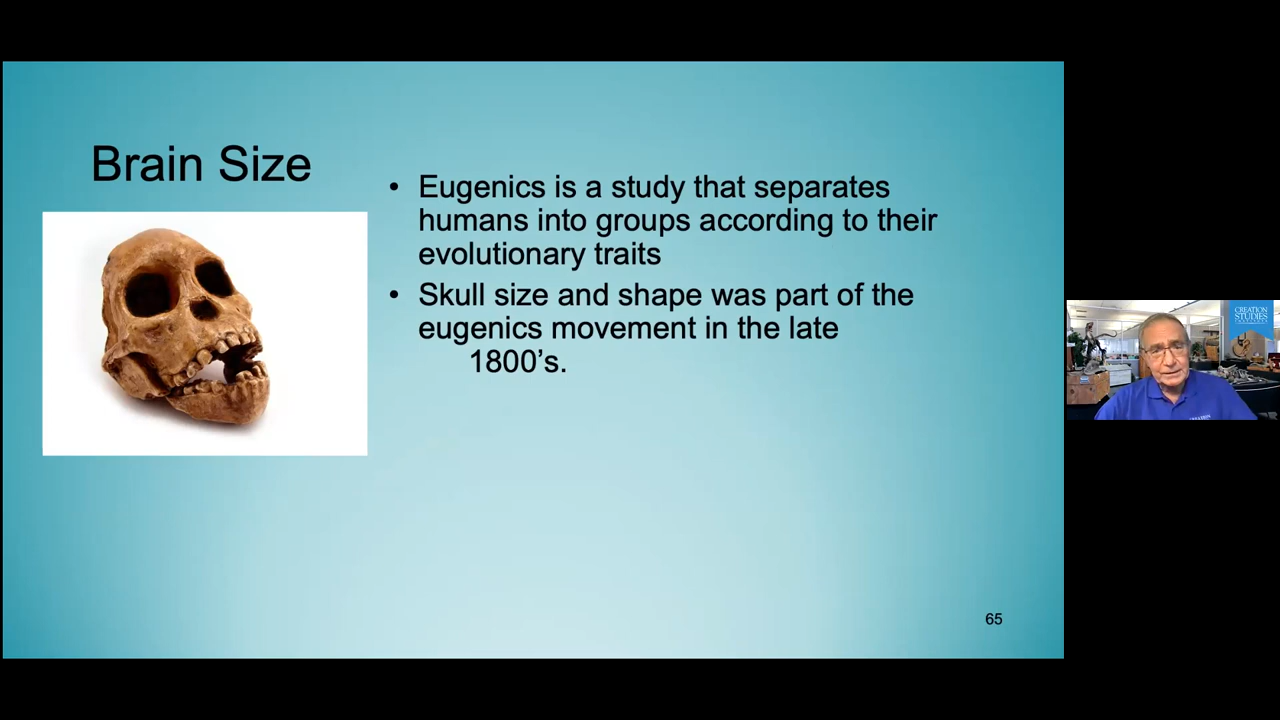 Brain Size
• Eugenics is a study that separates
humans into groups according to their
evolutionary traits
• Skull size and shape was part of the
eugenics movement in the late
1800’s.
65
CREATION
STUDIES
INSTITUTE